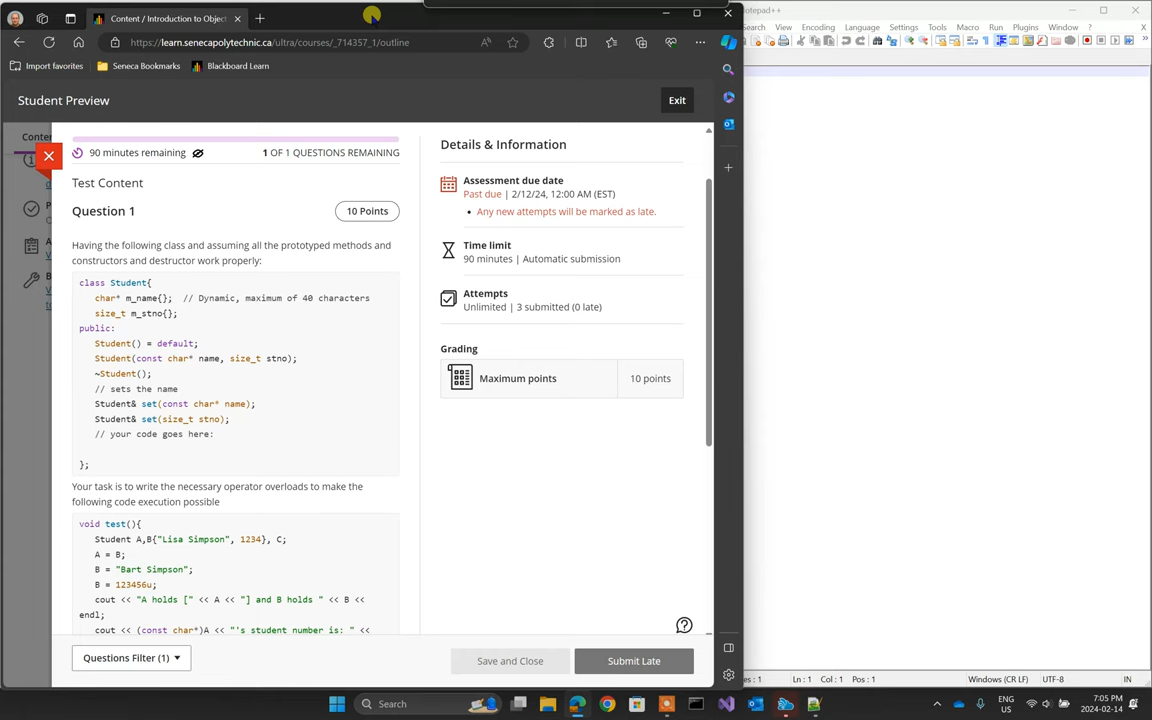 Content / Introduction to Object
Notepad++
https://learn.senecapolytechnic.ca/ultra/courses/_714357_1/outline
Encoding Language Settings Tools Macro Run Plugins Window ? X
Import favorites Seneca Bookmarks Blackboard Learn
Student Preview
Exit
Conten
90 minutes remaining
1 OF 1 QUESTIONS REMAINING
Test Content
Question 1
10 Points
Having the following class and assuming all the prototyped methods and
constructors and destructor work properly:
class Student{
char* m_name{}; // Dynamic, maximum of 40 characters
size_t m_stno{};
public:
Student() = default;
Student(const char* name, size_t stno);
~Student();
// sets the name
Student& set(const char* name);
Student& set(size_t stno);
// your code goes here:
};
Your task is to write the necessary operator overloads to make the
following code execution possible
void test(){
Student A,B{"Lisa Simpson", 1234}, C;
A = B;
B = "Bart Simpson";
B = 123456u;
cout << "A holds [" << A << "] and B holds " << B <<
endl;
cout << (const char*)A << "'s student number is: " <<
Details & Information
Assessment due date
Past due | 2/12/24, 12:00 AM (EST)
• Any new attempts will be marked as late.
Time limit
90 minutes | Automatic submission
Attempts
Unlimited | 3 submitted (0 late)
Grading
Maximum points
10 points
Questions Filter (1)
Save and Close
Submit Late
es : 1 Ln : 1 Col : 1 Pos : 1 Windows (CR LF) UTF-8 IN
Search
ENG
US
7:05 PM
2024-02-14